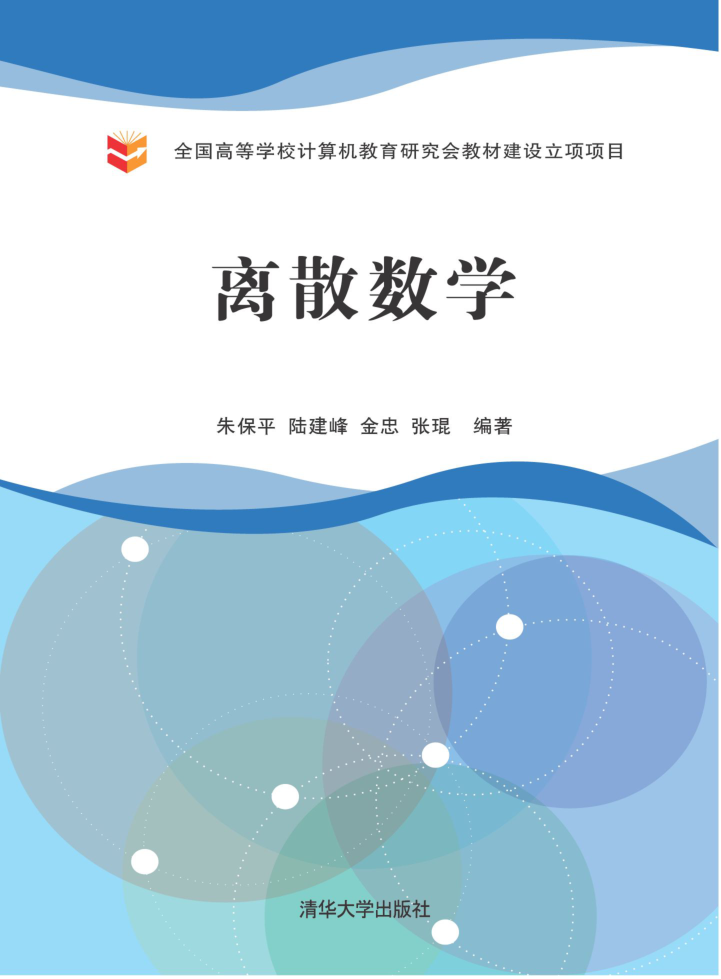 全国高等学校计算机教育研究会教材建设立项项目
离散数学
朱保平 陆建峰 金忠 张琨 编著
清华大学出版社